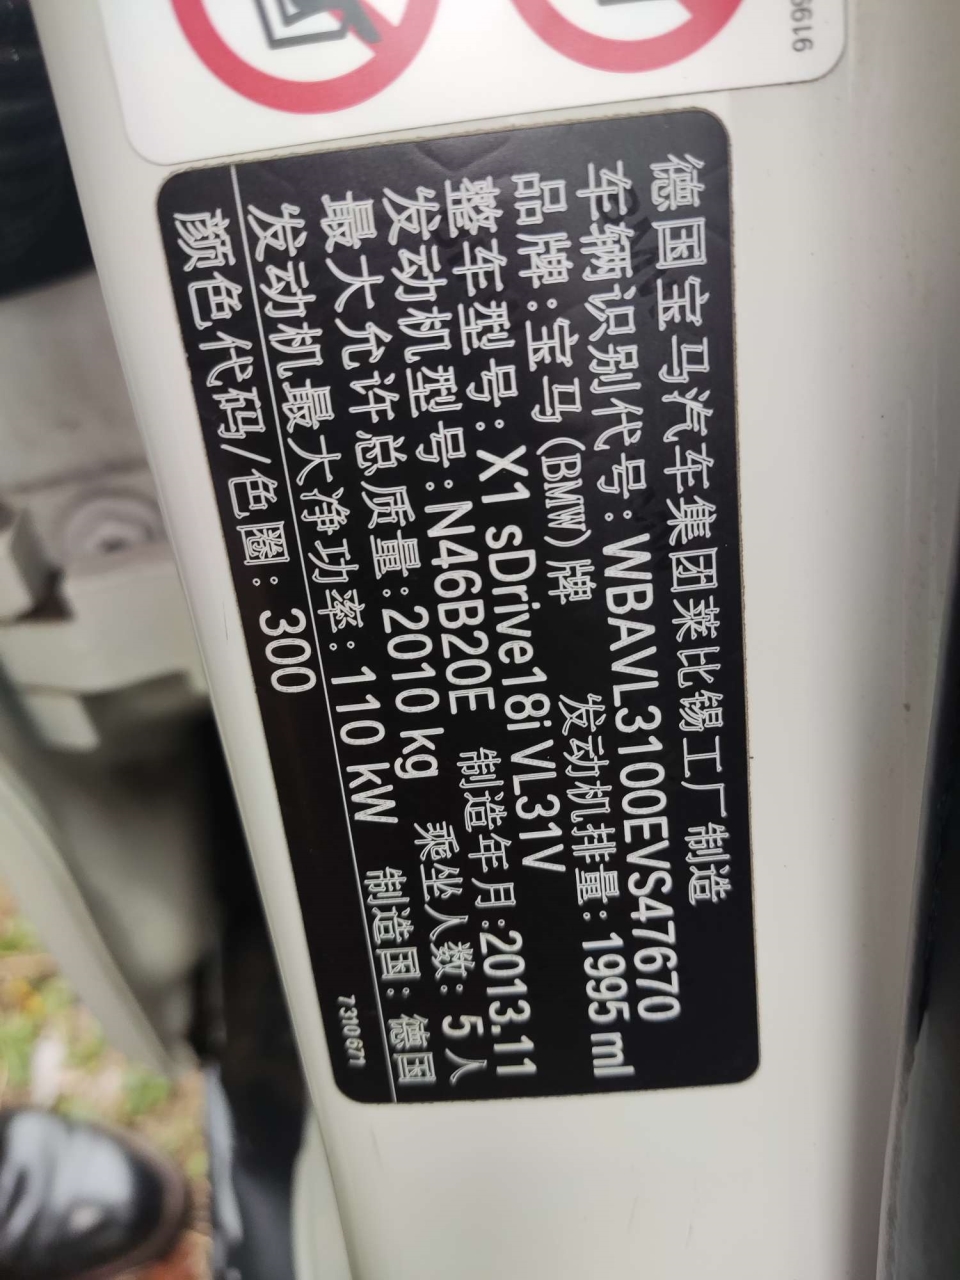 9916
德国宝马汽车集团莱比锡工厂制造
车辆识别代号:WBAVL3100EVS47670
品牌:宝马(BMW)牌 发动机排量:1995 ml
整车型号:X1 sDrive18i VL31V
发动机型号:N46B20E 制造年月:2013.11
最大允许总质量:2010 kg 乘坐人数:5人
发动机最大净功率:110 kW 制造国:德国
颜色代码/色圈:300 7310671